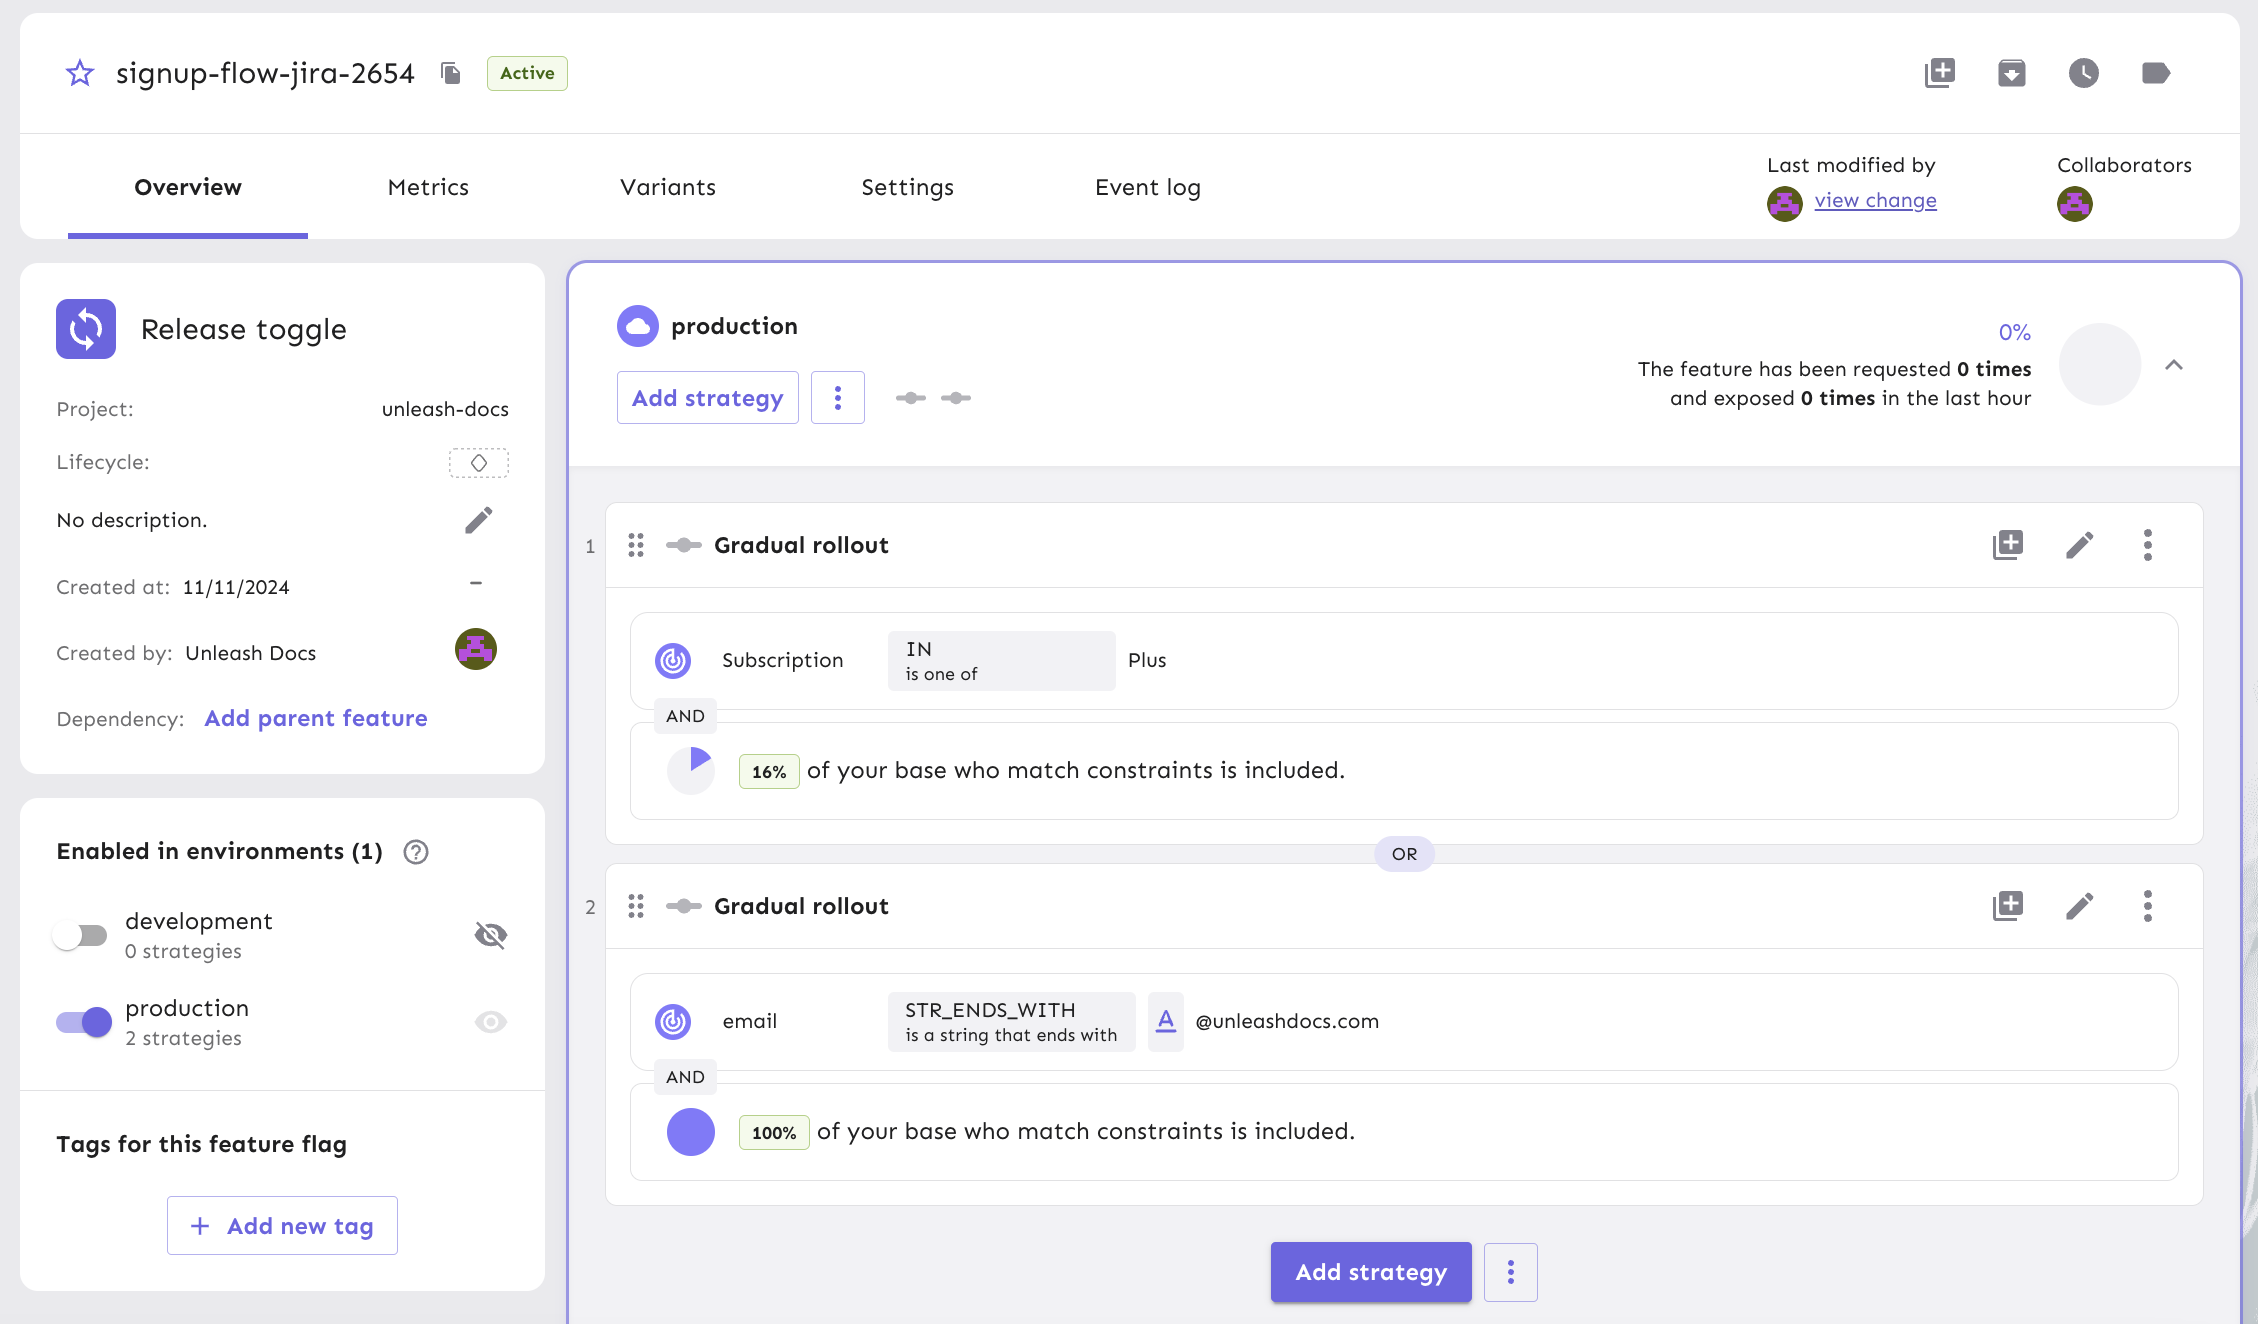 signup-flow-jira-2654
Active
Overview
Metrics
Variants
Settings
Event log
Last modified by
view change
Collaborators
Release toggle
Project:
unleash-docs
Lifecycle:
No description.
Created at: 11/11/2024
–
Created by: Unleash Docs
Dependency: Add parent feature
Enabled in environments (1)
?
development
0 strategies
production
2 strategies
Tags for this feature flag
+ Add new tag
production
Add strategy
0%
The feature has been requested 0 times
and exposed 0 times in the last hour
1
Gradual rollout
Subscription
IN
is one of
Plus
AND
16% of your base who match constraints is included.
OR
2
Gradual rollout
email
STR_ENDS_WITH
is a string that ends with
A
@unleashdocs.com
AND
100% of your base who match constraints is included.
Add strategy